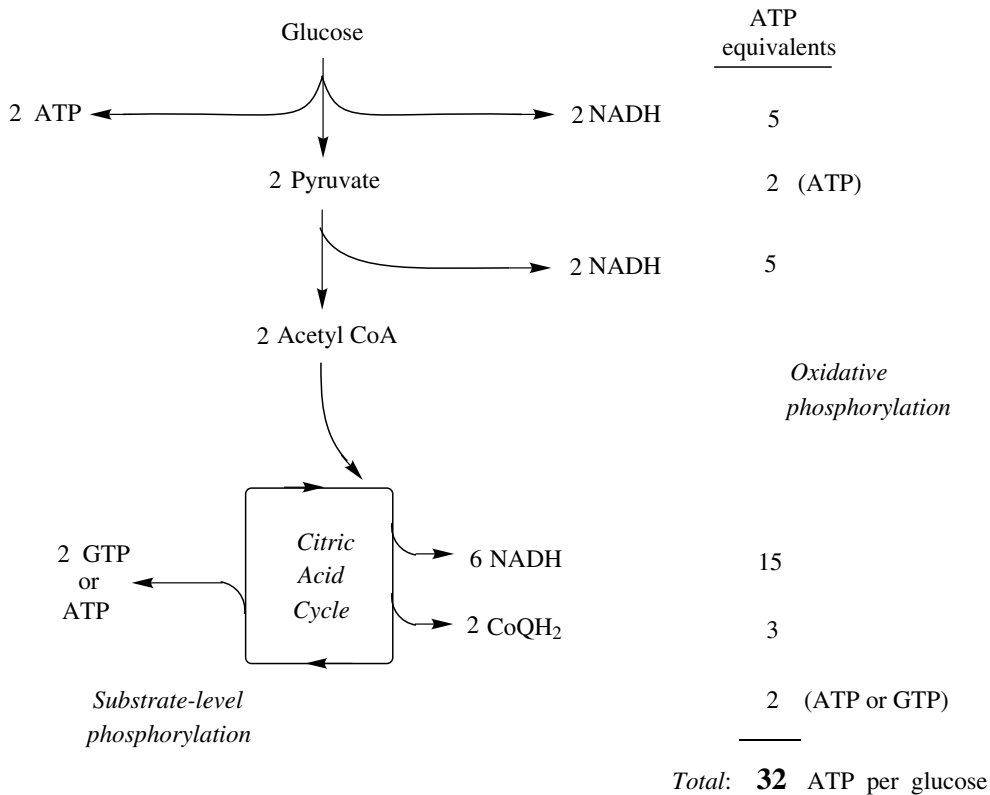 ATP
equivalents
Glucose
2 ATP
2 NADH
5
2 Pyruvate
2 (ATP)
2 NADH
5
2 Acetyl CoA
Oxidative
phosphorylation
Citric
Acid
Cycle
2 GTP
or
ATP
6 NADH
15
2 CoQH₂
3
Substrate-level
phosphorylation
2 (ATP or GTP)
Total: 32 ATP per glucose